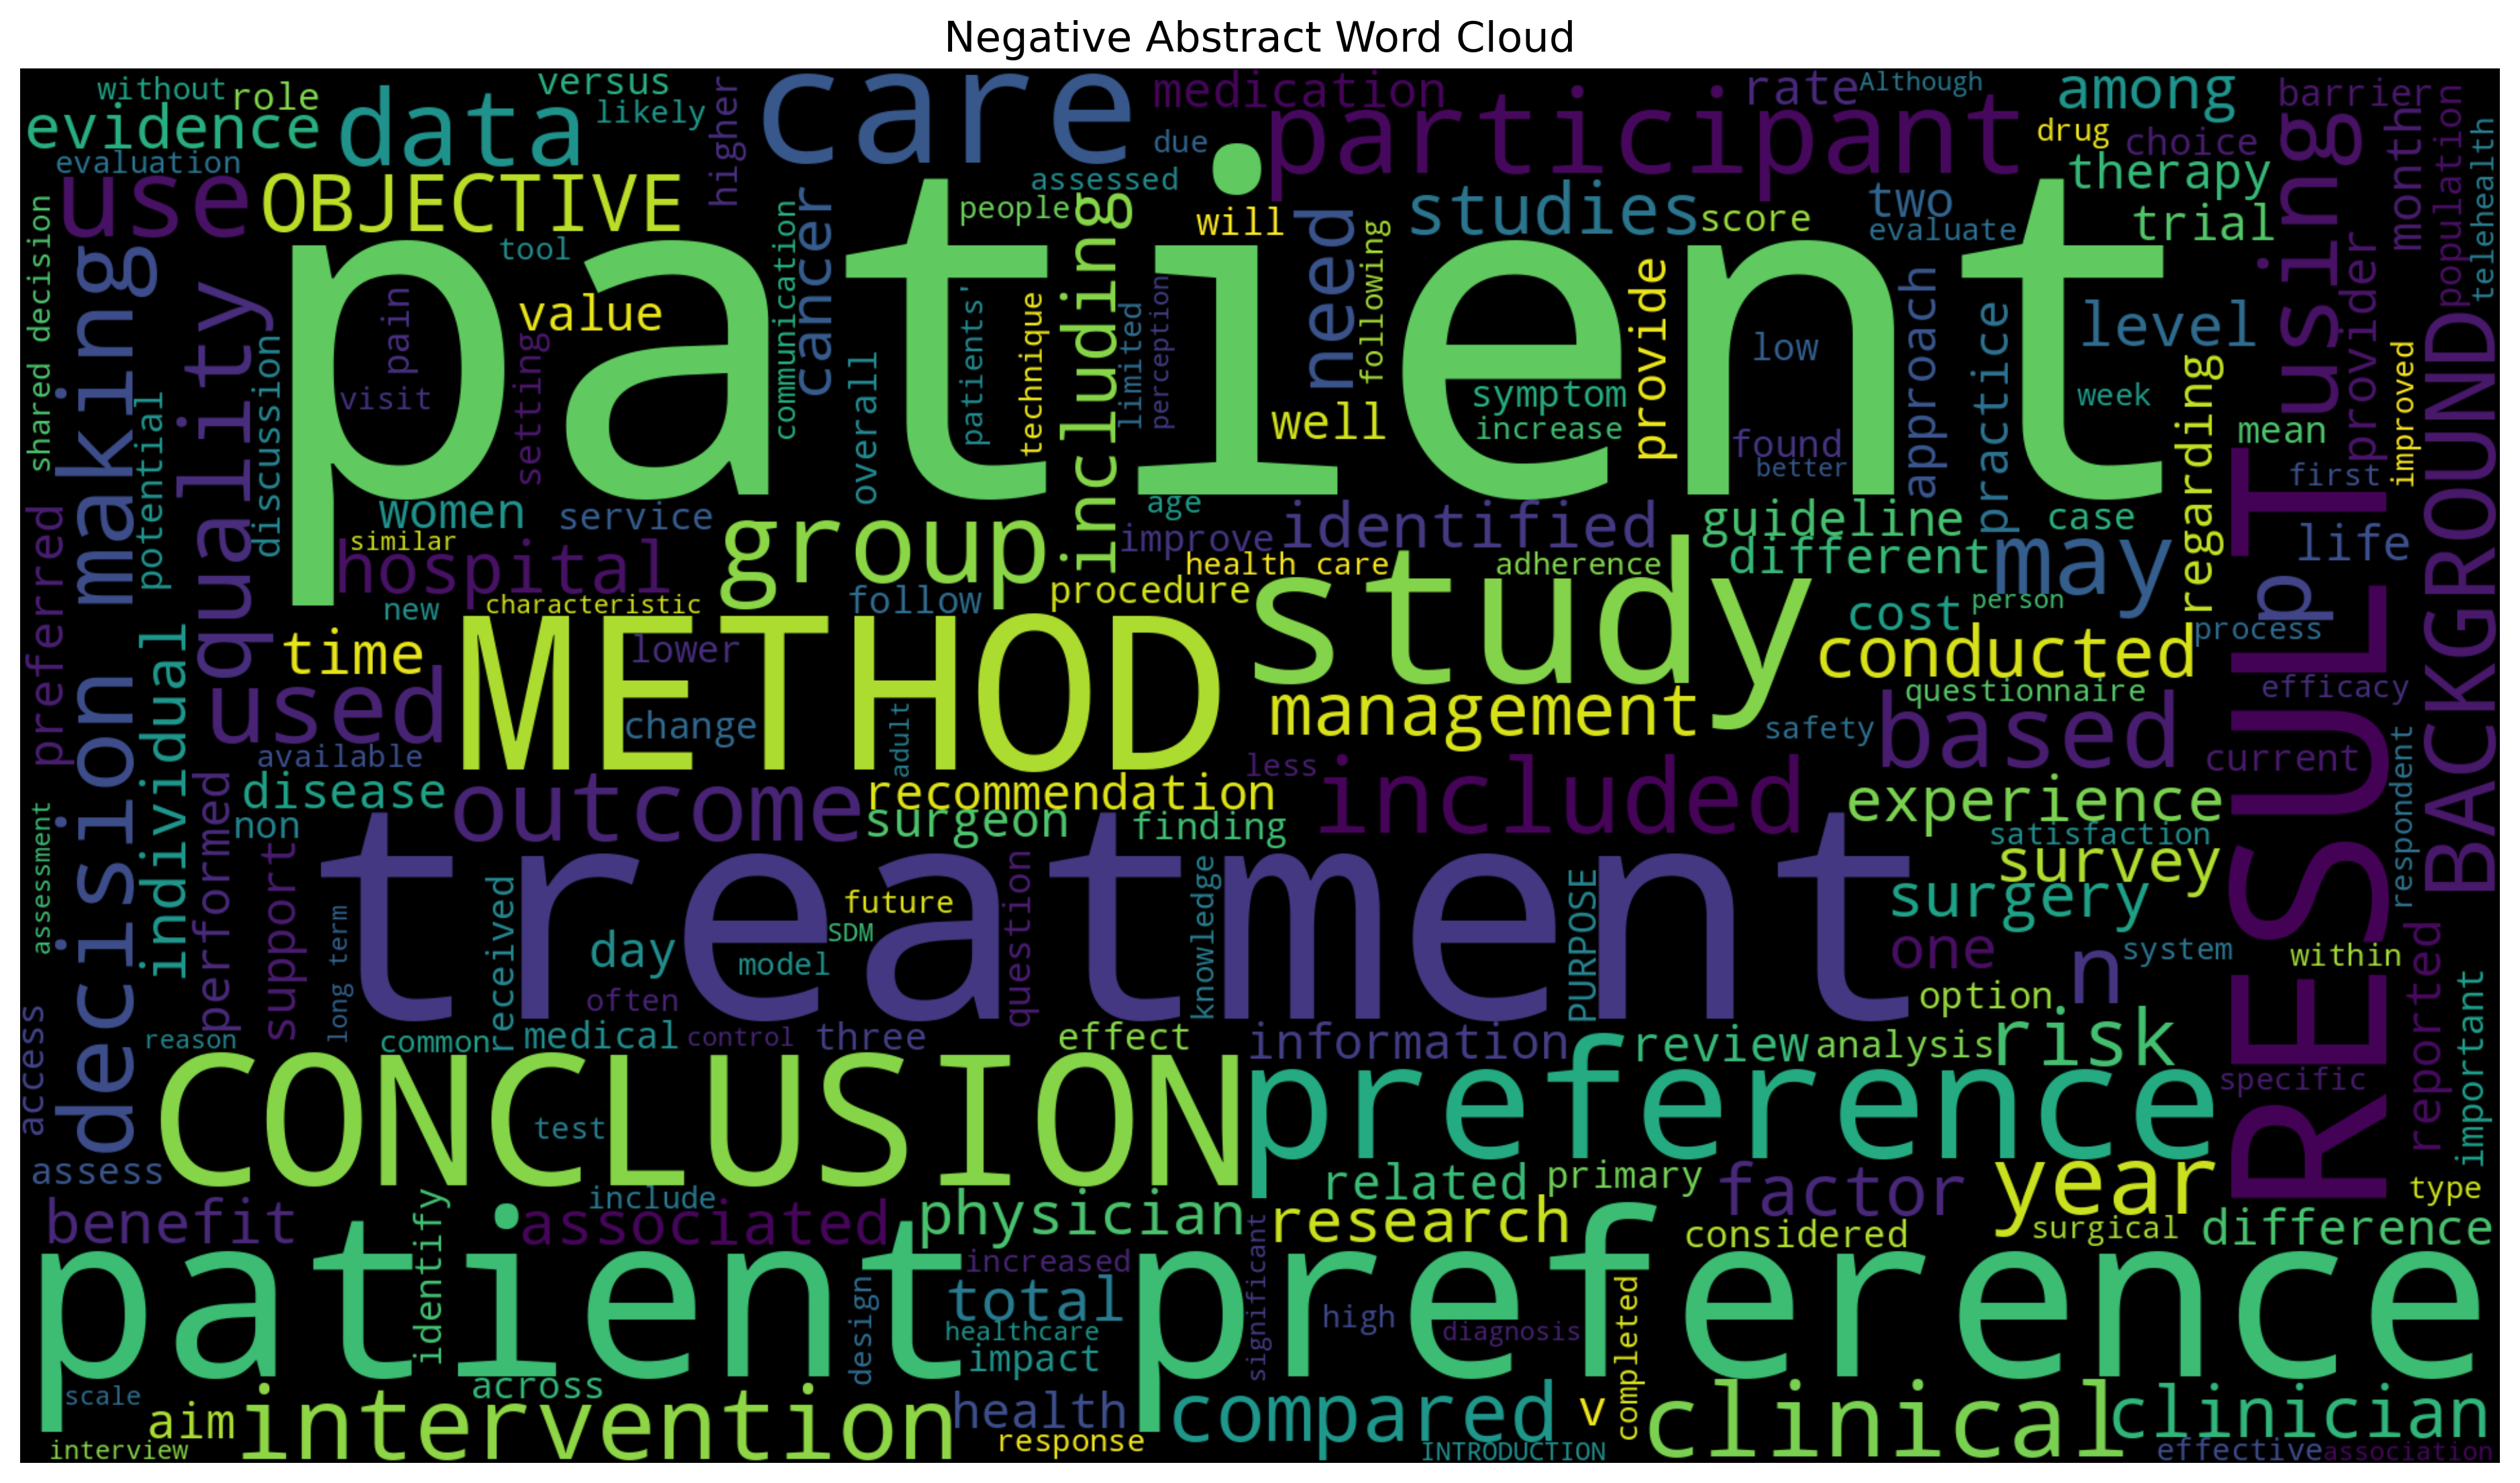 Negative Abstract Word Cloud
without
role
versus
likely
care
medication
participant
rate
Although
among
barrier
evidence
data
higher
due
drug
choice
month
population
telehealth
evaluation
use
OBJECTIVE
assessed
people
including
will
need
studies
score
two
evaluate
therapy
trial
using
provider
shared decision
making
decision making
quality
tool
value
pain
visit
setting
discussion
potential
communication
cancer
overall
patients'
technique
limited
perception
following
patient
well
symptom
increase
provide
low
found
better
approach
practice
level
week
regarding
mean
first
improved
BACKGROUND
preferred
women
service
similar
hospital
new
characteristic
group
follow
age
improve
identified
health care
procedure
adherence
guideline
different
case
may
life
p
cost
person
process
individual
time
used
available
METHOD
lower
change
adult
study
management
conducted
questionnaire
efficacy
safety
based
current
respondent
RESULT
disease
non
outcome
recommendation
surgeon
finding
less
included
experience
satisfaction
survey
surgery
assessment
performed
support
long term
received
treatment
future
SDM
day
model
often
question
knowledge
PURPOSE
one
n
system
within
option
reported
important
access
reason
common
medical
control
three
effect
information
review
analysis
risk
specific
CONCLUSION
test
preference
assess
related
primary
factor
year
type
benefit
identify
include
associated
physician
research
considered
surgical
difference
patient preference
increased
total
healthcare
impact
design
significant
high
diagnosis
completed
scale
aim
across
intervention
interview
health
response
compared
v
INTRODUCTION
clinical
clinician
effective
association